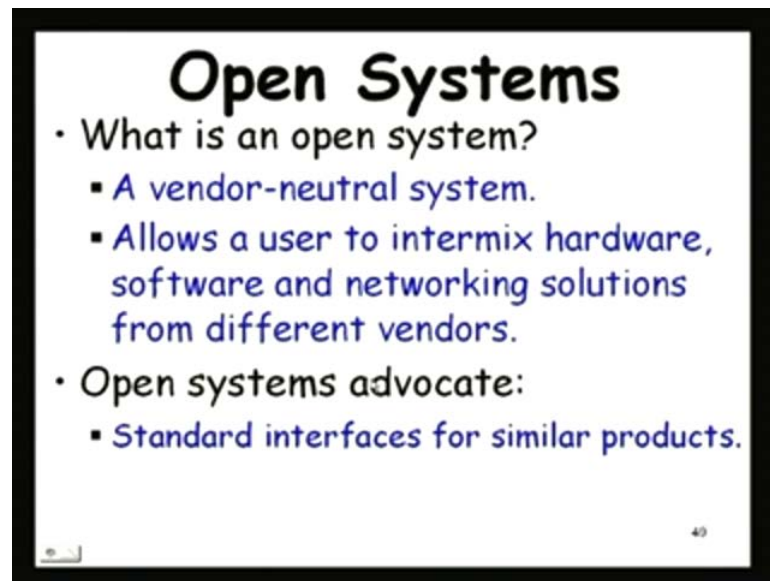 Open Systems
• What is an open system?
▪ A vendor-neutral system.
▪ Allows a user to intermix hardware,
software and networking solutions
from different vendors.
• Open systems advocate:
▪ Standard interfaces for similar products.
49